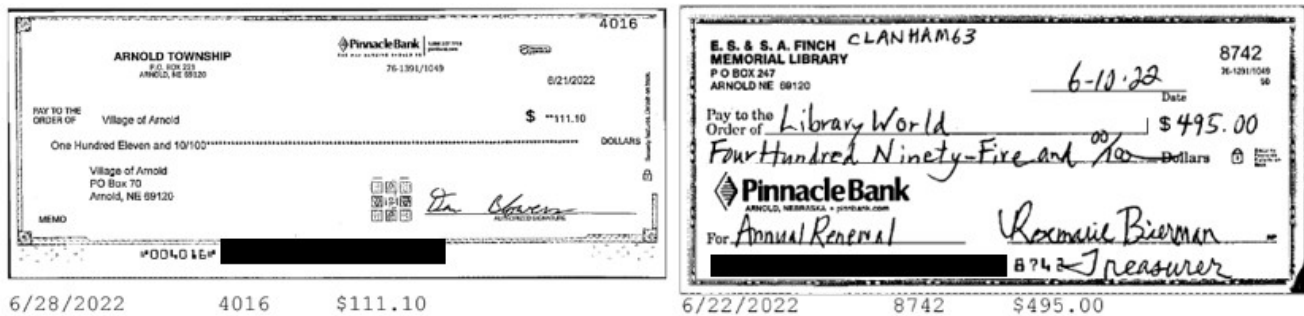 4016
ARNOLD TOWNSHIP
P.O. BOX 223
ARNOLD, NE 69120
PinnacleBank
76-1391/1049
6/21/2022
PAY TO THE
ORDER OF
Village of Arnold
$ **111.10
One Hundred Eleven and 10/100
DOLLARS
Village of Arnold
PO Box 70
Arnold, NE 69120
MEMO
AUTHORIZED SIGNATURE
"004016"
6/28/2022 4016 $111.10
E. S. & S. A. FINCH
MEMORIAL LIBRARY
P O BOX 247
ARNOLD NE 69120
CLANHAM63
8742
6-10-22
Date
Pay to the
Order of Library World
$ 495.00
Four Hundred Ninety-Five and 00/100 Dollars
PinnacleBank
ARNOLD, NEBRASKA • pinnbank.com
For Annual Renewal
Roxmarie Bierman
8742 Treasurer
6/22/2022 8742 $495.00